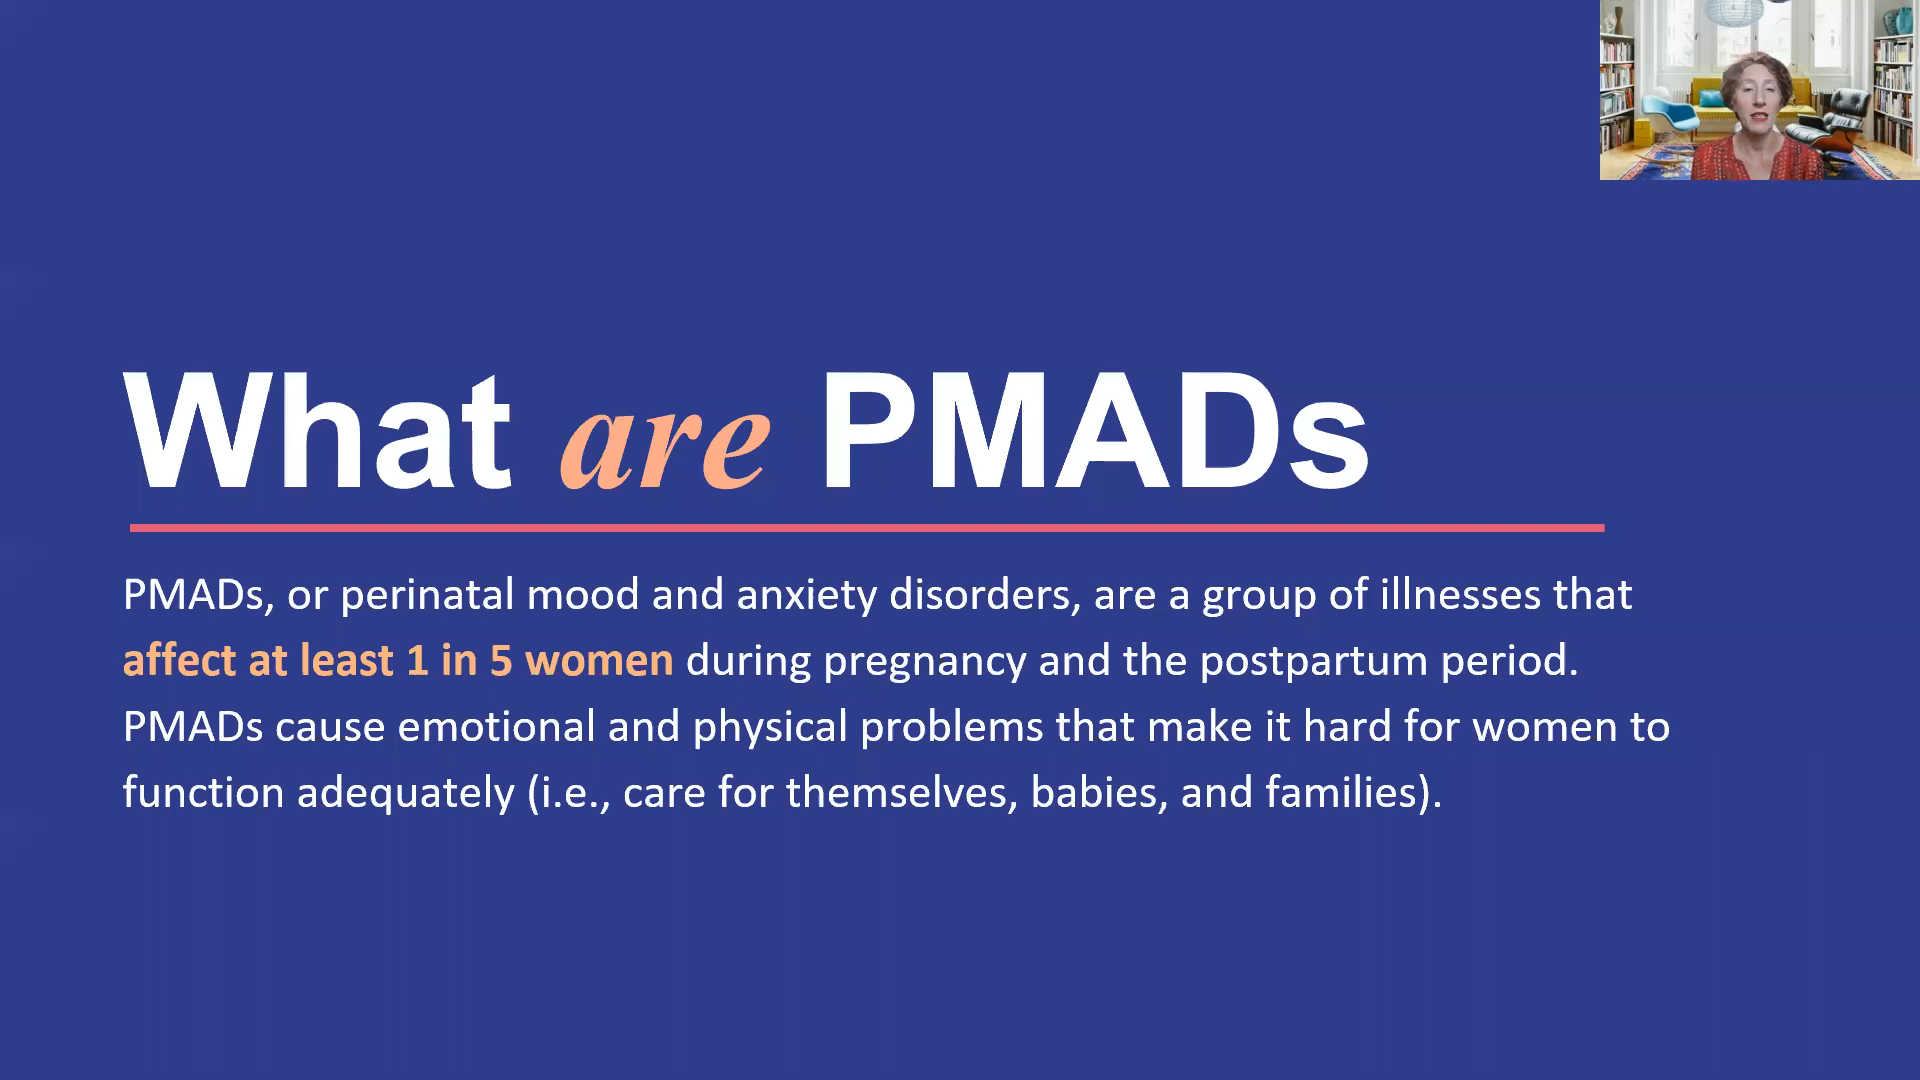 What are PMADs
PMADs, or perinatal mood and anxiety disorders, are a group of illnesses that
affect at least 1 in 5 women during pregnancy and the postpartum period.
PMADs cause emotional and physical problems that make it hard for women to
function adequately (i.e., care for themselves, babies, and families).